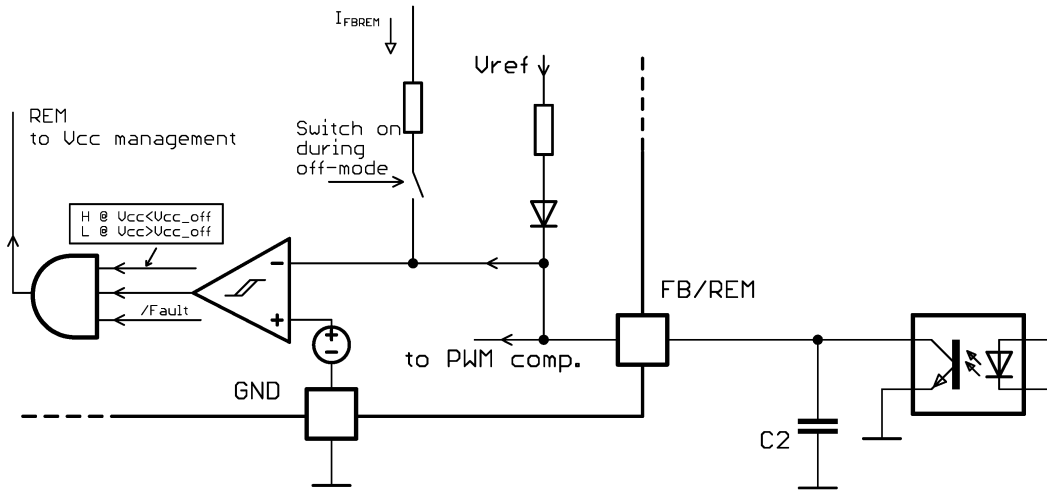 IFBREM
Vref
REM
to Vcc management
Switch on
during
off-mode
H @ Vcc<Vcc_off
L @ Vcc>Vcc_off
/Fault
FB/REM
to PWM comp.
GND
C2